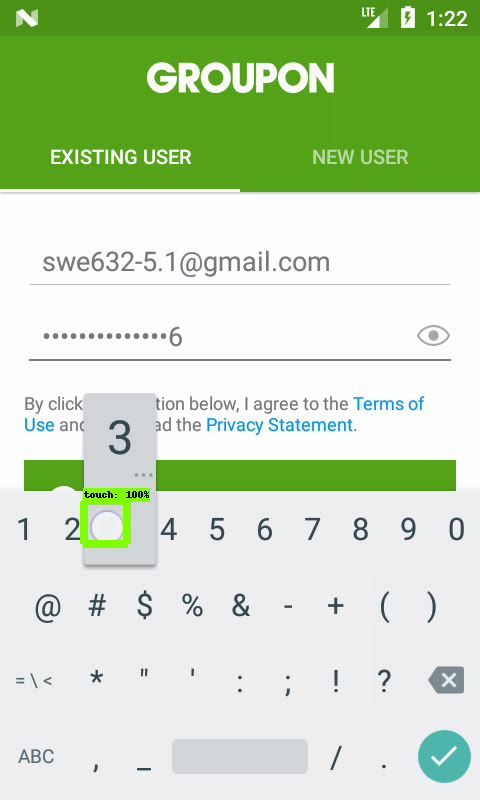 LTE 1:22
GROUPON
EXISTING USER NEW USER
swe632-5.1@gmail.com
••••••••••••••6
By click tion below, I agree to the Terms of
Use an ad the Privacy Statement.
3
...
touch: 100%
1 2 4 5 6 7 8 9 0
@ # $ % & - + ( )
= \ < * " ' : ; ! ?
ABC , _ / .